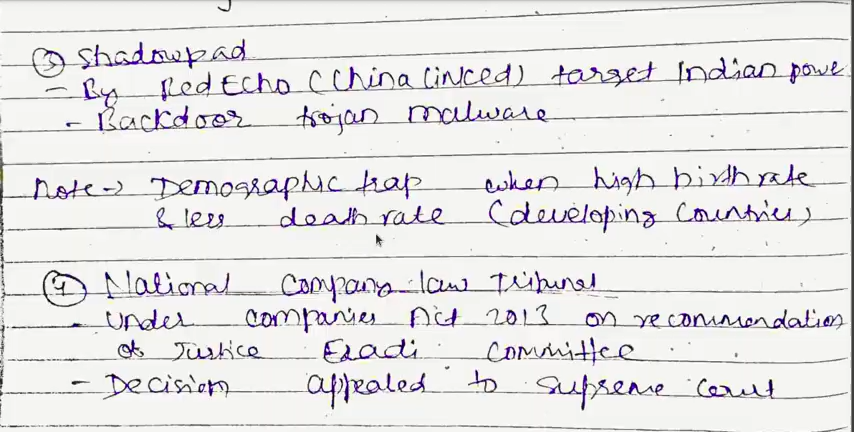 ③ Shadowpad
- By RedEcho (China linked) target Indian powe
- Backdoor trojan malware
Note → Demographic trap when high birth rate
& less death rate (developing countries)
④ National Company law Tribunal
- Under companies Act 2013 on recommendation
of Justice Eradi committee
- Decision appealed to Supreme Court